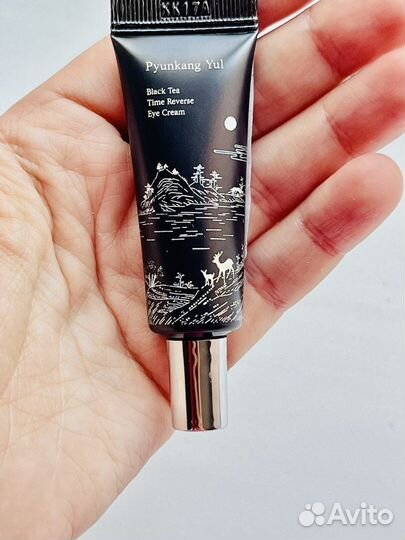 KK17A
Pyunkang Yul
Black Tea
Time Reverse
Eye Cream
Avito